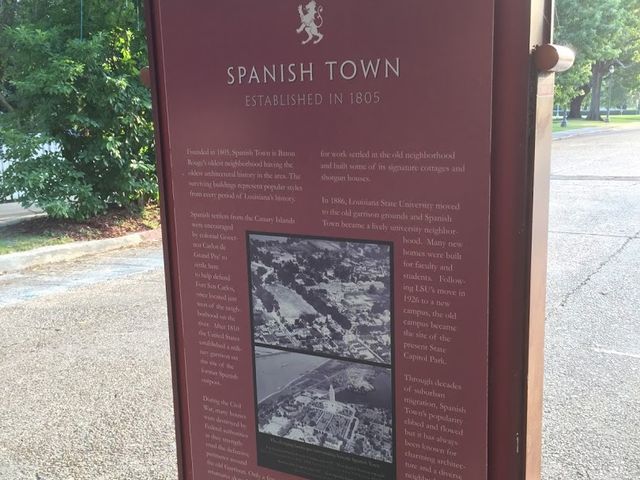 SPANISH TOWN
ESTABLISHED IN 1805
Founded in 1805, Spanish Town is Baton
Rouge's oldest neighborhood having the
oldest architectural history in the area. The
surviving buildings represent popular styles
from every period of Louisiana's history.
Spanish settlers from the Canary Islands
were encouraged
by colonial Gover-
nor Carlos de
Grand Pré to
settle here
to help defend
Fort San Carlos,
once located just
west of the neigh-
borhood on the
river. After 1810
the United States
established a mili-
tary garrison on
the site of the
former Spanish
outpost.
During the Civil
War, many houses
were destroyed by
Federal authorities
as they strength-
ened the defensive
perimeter around
the old Garrison.
for work settled in the old neighborhood
and built some of its signature cottages and
shotgun houses.
In 1886, Louisiana State University moved
to the old garrison grounds and Spanish
Town became a lively university neighbor-
hood. Many new
homes were built
for faculty and
students. Follow-
ing LSU's move in
1926 to a new
campus, the old
campus became
the site of the
present State
Capitol Park.
Through decades
of suburban
migration, Spanish
Town's popularity
ebbed and flowed
but it has always
been known for
charming architec-
ture and a diverse